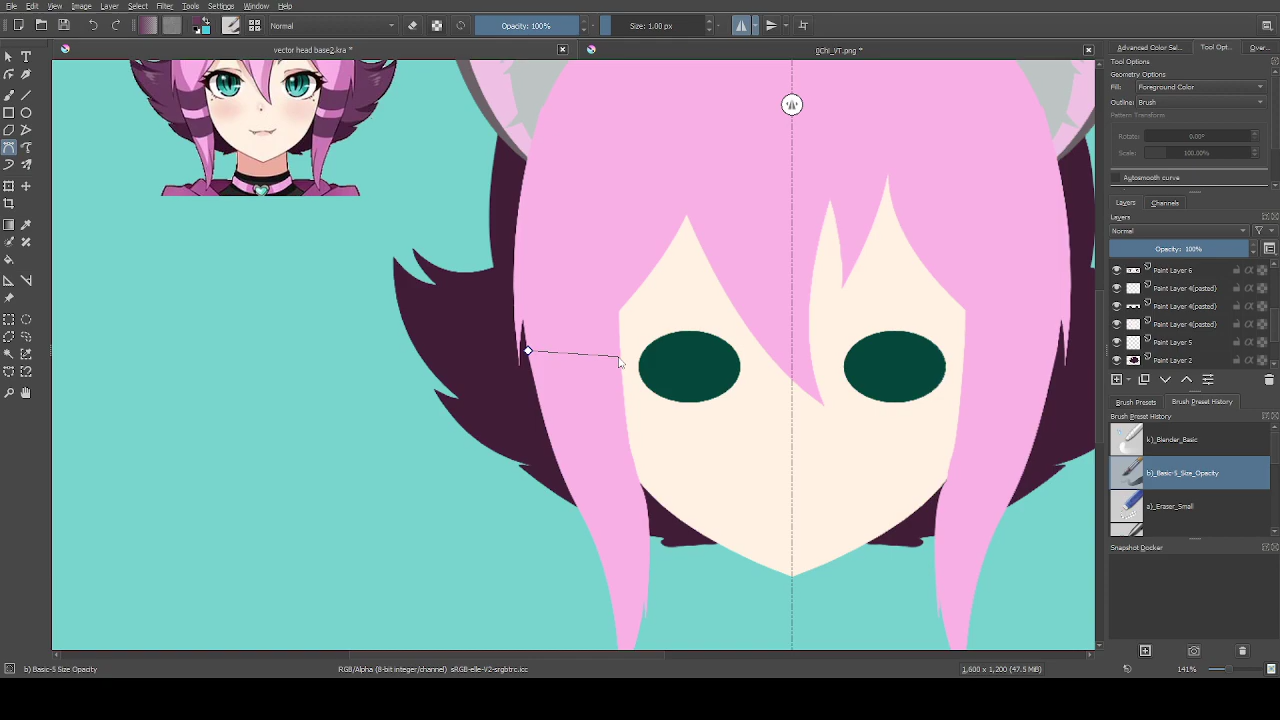 File Edit View Image Layer Select Filter Tools Settings Window Help
Normal Opacity: 100% Size: 1.00 px
vector head base2.kra *
Advanced Color Sel... Tool Opt... Over...
Tool Options
Geometry Options
Fill: Foreground Color
Outline: Brush
Pattern Transform
Rotate: 0.00°
Scale: 100.00%
Autosmooth curve
Layers Channels
Layers
Normal
Opacity: 100%
Paint Layer 6
Paint Layer 4(pasted)
Paint Layer 4(pasted)
Paint Layer 4(pasted)
Paint Layer 5
Paint Layer 2
Brush Presets Brush Preset History
Brush Preset History
k)_Blender_Basic
b)_Basic-5_Size_Opacity
a)_Eraser_Small
Snapshot Docker
b) Basic-5 Size Opacity
RGB/Alpha (8-bit integer/channel) sRGB-elle-V2-srgbtrc.icc
1,600 x 1,200 (47.5 MiB)
141%